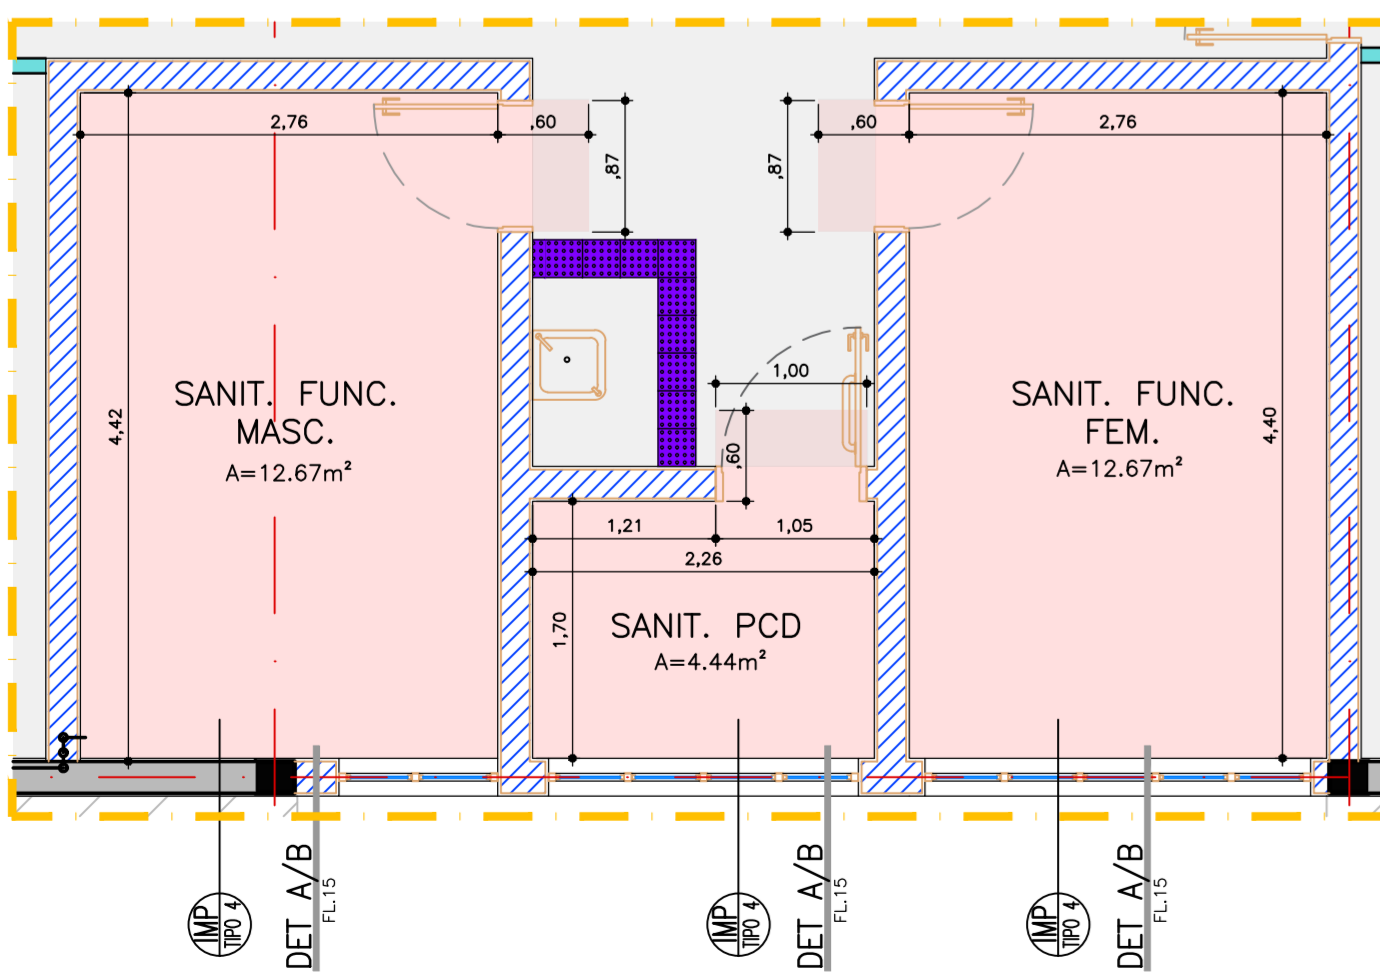 2,76
,60
,60
2,76
,87
,87
1,00
SANIT. FUNC.
MASC.
A=12.67m²
4,42
,60
SANIT. FUNC.
FEM.
A=12.67m²
4,40
1,21
1,05
2,26
1,70
SANIT. PCD
A=4.44m²
IMP
TIPO 4
DET A/B
FL.15
IMP
TIPO 4
DET A/B
FL.15
IMP
TIPO 4
DET A/B
FL.15